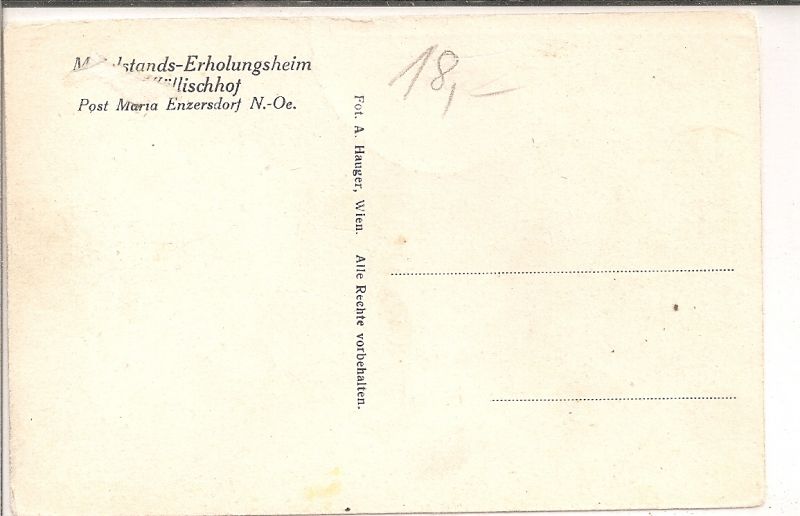 -Erholungsheim
Post Maria Enzersdorf N.-Oe.
18,-
Fot. A. Hauger, Wien. Alle Rechte vorbehalten.